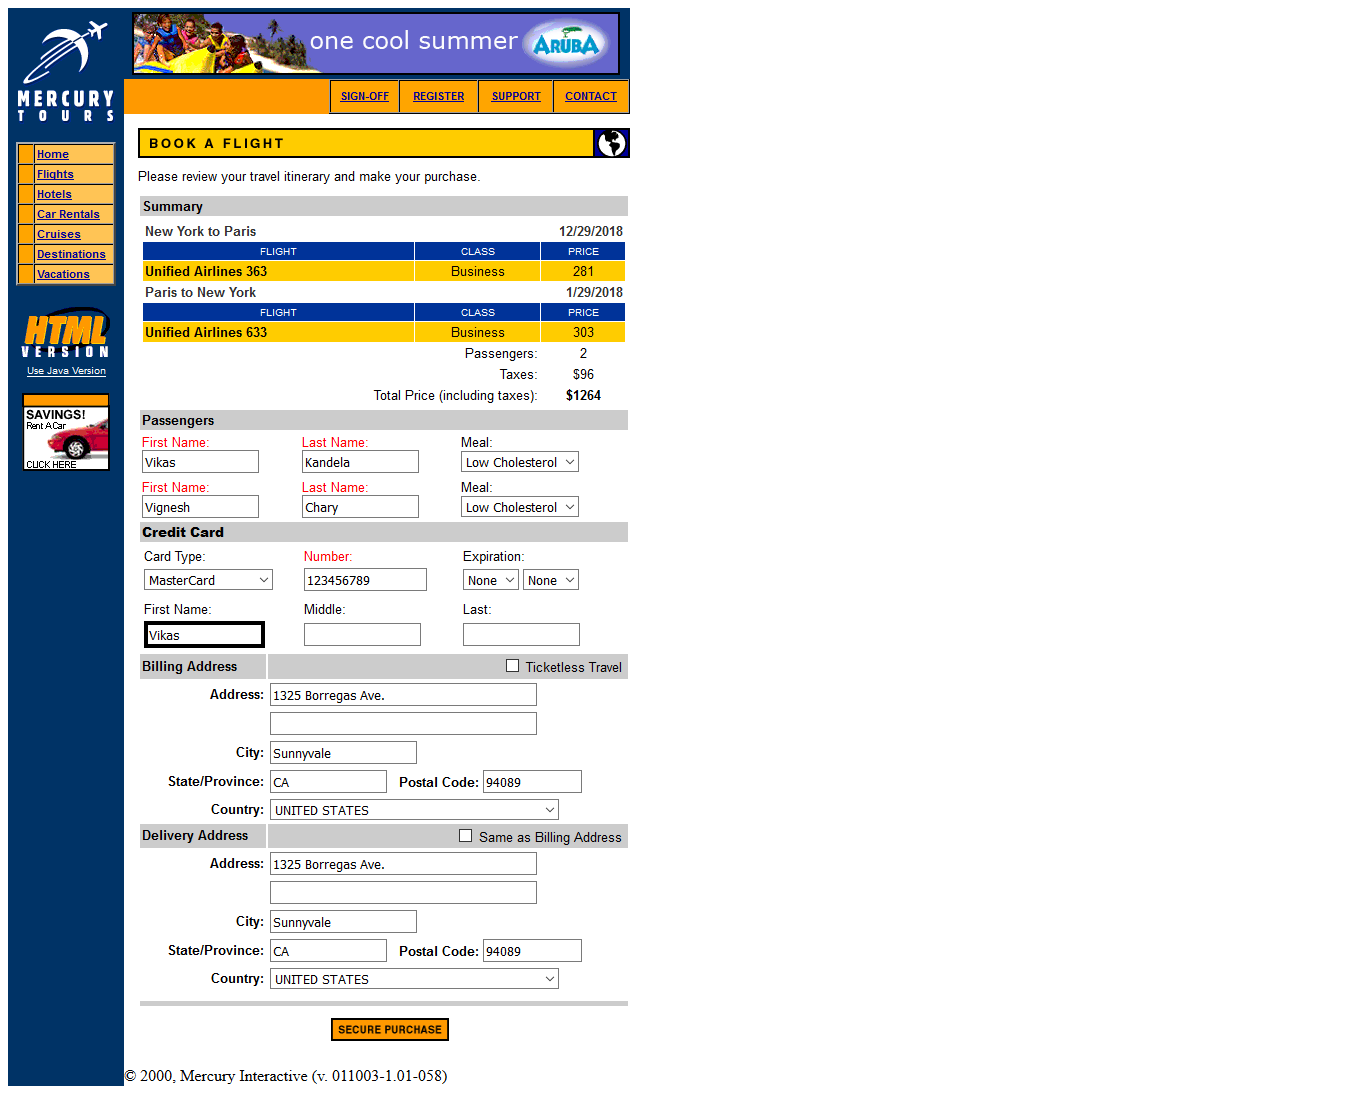 one cool summer ARUBA
MERCURY
TOURS
SIGN-OFF REGISTER SUPPORT CONTACT
Home
Flights
Hotels
Car Rentals
Cruises
Destinations
Vacations
HTML
VERSION
Use Java Version
SAVINGS!
Rent A Car
CLICK HERE
BOOK A FLIGHT
Please review your travel itinerary and make your purchase.
Summary
New York to Paris 12/29/2018
FLIGHT CLASS PRICE
Unified Airlines 363 Business 281
Paris to New York 1/29/2018
FLIGHT CLASS PRICE
Unified Airlines 633 Business 303
Passengers: 2
Taxes: $96
Total Price (including taxes): $1264
Passengers
First Name: Last Name: Meal:
Vikas Kandela Low Cholesterol
First Name: Last Name: Meal:
Vignesh Chary Low Cholesterol
Credit Card
Card Type: Number: Expiration:
MasterCard 123456789 None None
First Name: Middle: Last:
Vikas
Billing Address Ticketless Travel
Address: 1325 Borregas Ave.
City: Sunnyvale
State/Province: CA Postal Code: 94089
Country: UNITED STATES
Delivery Address Same as Billing Address
Address: 1325 Borregas Ave.
City: Sunnyvale
State/Province: CA Postal Code: 94089
Country: UNITED STATES
SECURE PURCHASE
© 2000, Mercury Interactive (v. 011003-1.01-058)